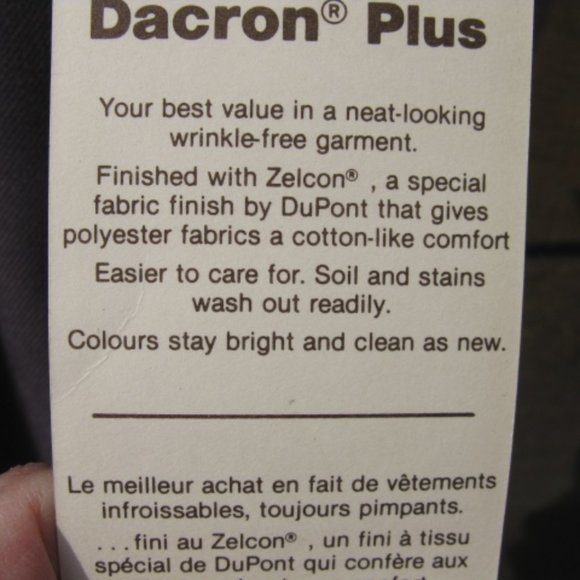 Dacron® Plus
Your best value in a neat-looking
wrinkle-free garment.
Finished with Zelcon® , a special
fabric finish by DuPont that gives
polyester fabrics a cotton-like comfort
Easier to care for. Soil and stains
wash out readily.
Colours stay bright and clean as new.
Le meilleur achat en fait de vêtements
infroissables, toujours pimpants.
...fini au Zelcon® , un fini à tissu
spécial de DuPont qui confère aux